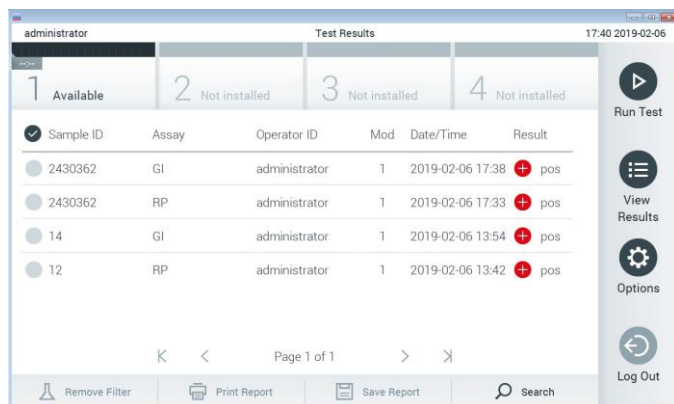 administrator Test Results 17:40 2019-02-06
--:--
1 Available 2 Not installed 3 Not installed 4 Not installed
Run Test
Sample ID Assay Operator ID Mod Date/Time Result
2430362 GI administrator 1 2019-02-06 17:38 pos
2430362 RP administrator 1 2019-02-06 17:33 pos
14 GI administrator 1 2019-02-06 13:54 pos
12 RP administrator 1 2019-02-06 13:42 pos
View
Results
Options
Page 1 of 1
Log Out
Remove Filter Print Report Save Report Search